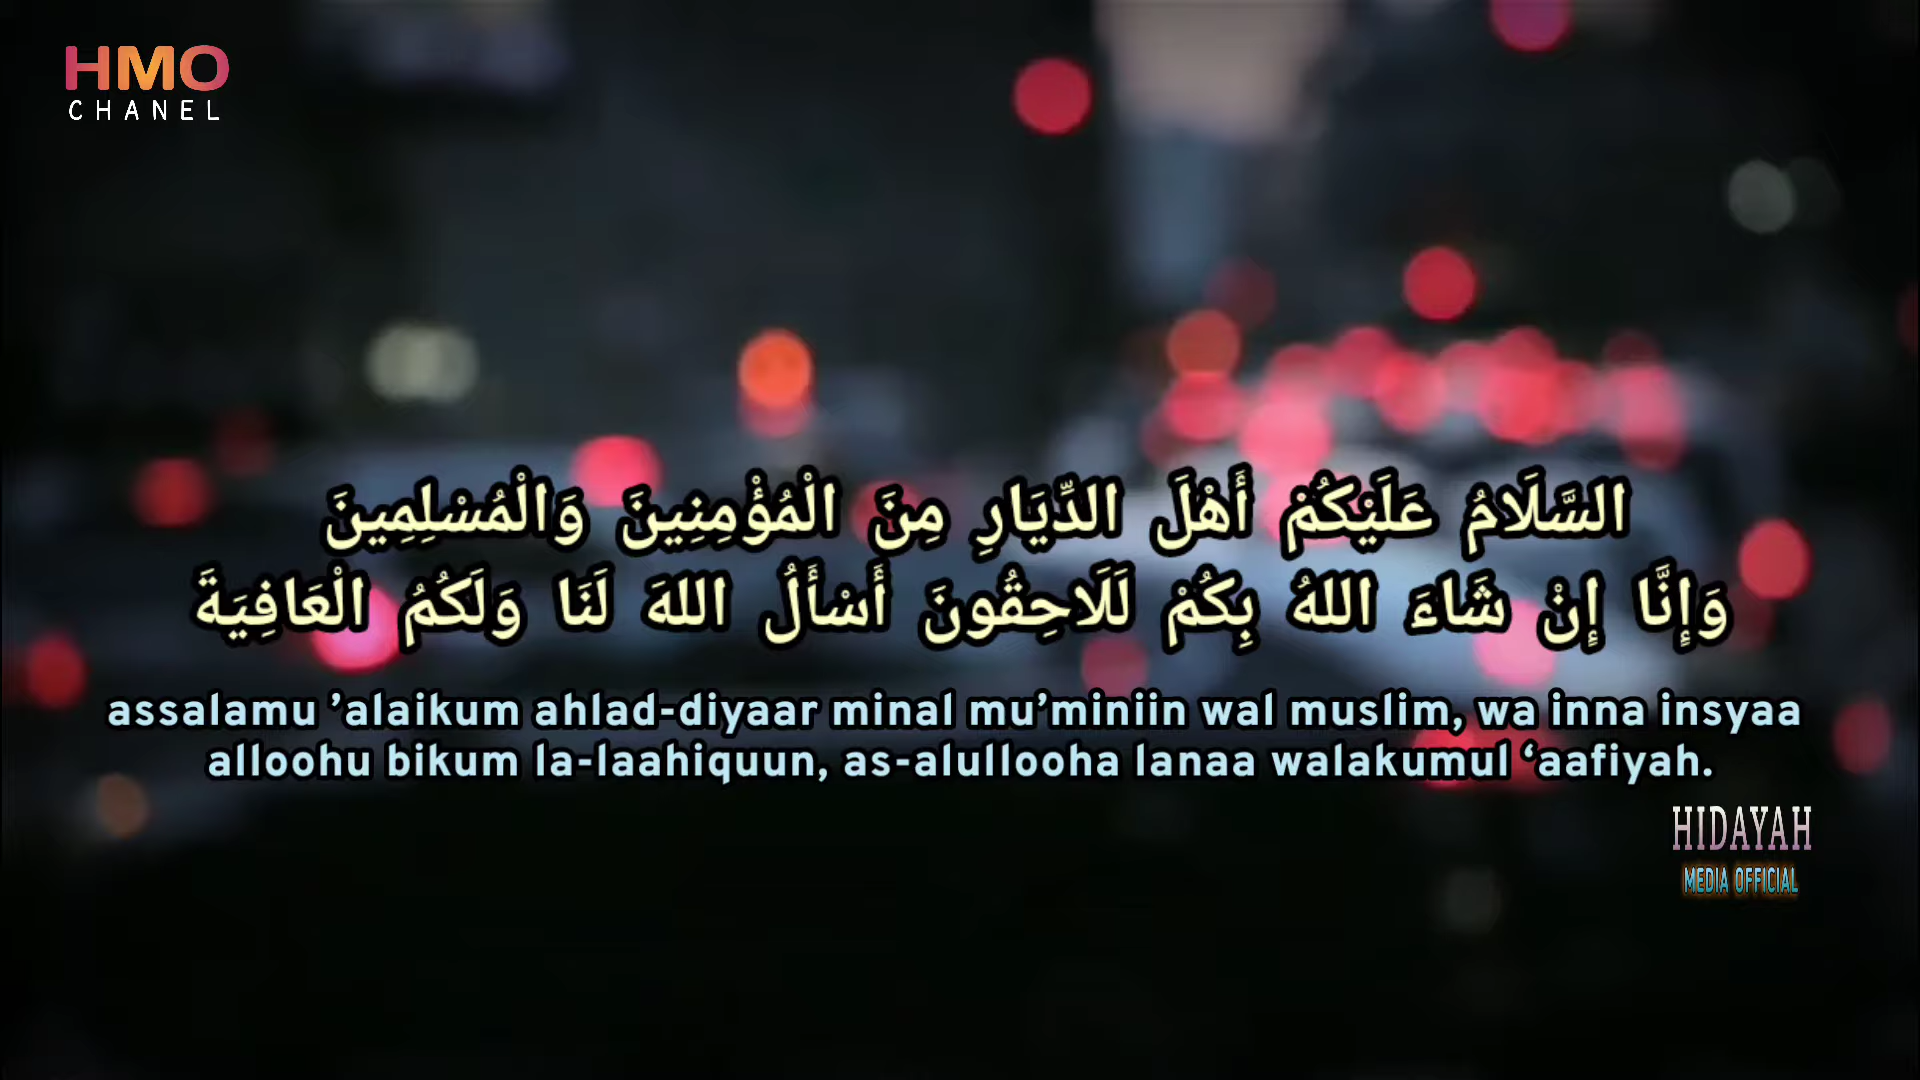 HMO
CHANEL
السَّلَامُ عَلَيْكُمْ أَهْلَ الدِّيَارِ مِنَ الْمُؤْمِنِينَ وَالْمُسْلِمِينَ
وَإِنَّا إِنْ شَاءَ اللهُ بِكُمْ لَلَاحِقُونَ أَسْأَلُ اللهَ لَنَا وَلَكُمُ الْعَافِيَةَ
assalamu ’alaikum ahlad-diyaar minal mu’miniin wal muslim, wa inna insyaa
alloohu bikum la-laahiquun, as-alullooha lanaa walakumul ‘aafiyah.
HIDAYAH
MEDIA OFFICIAL